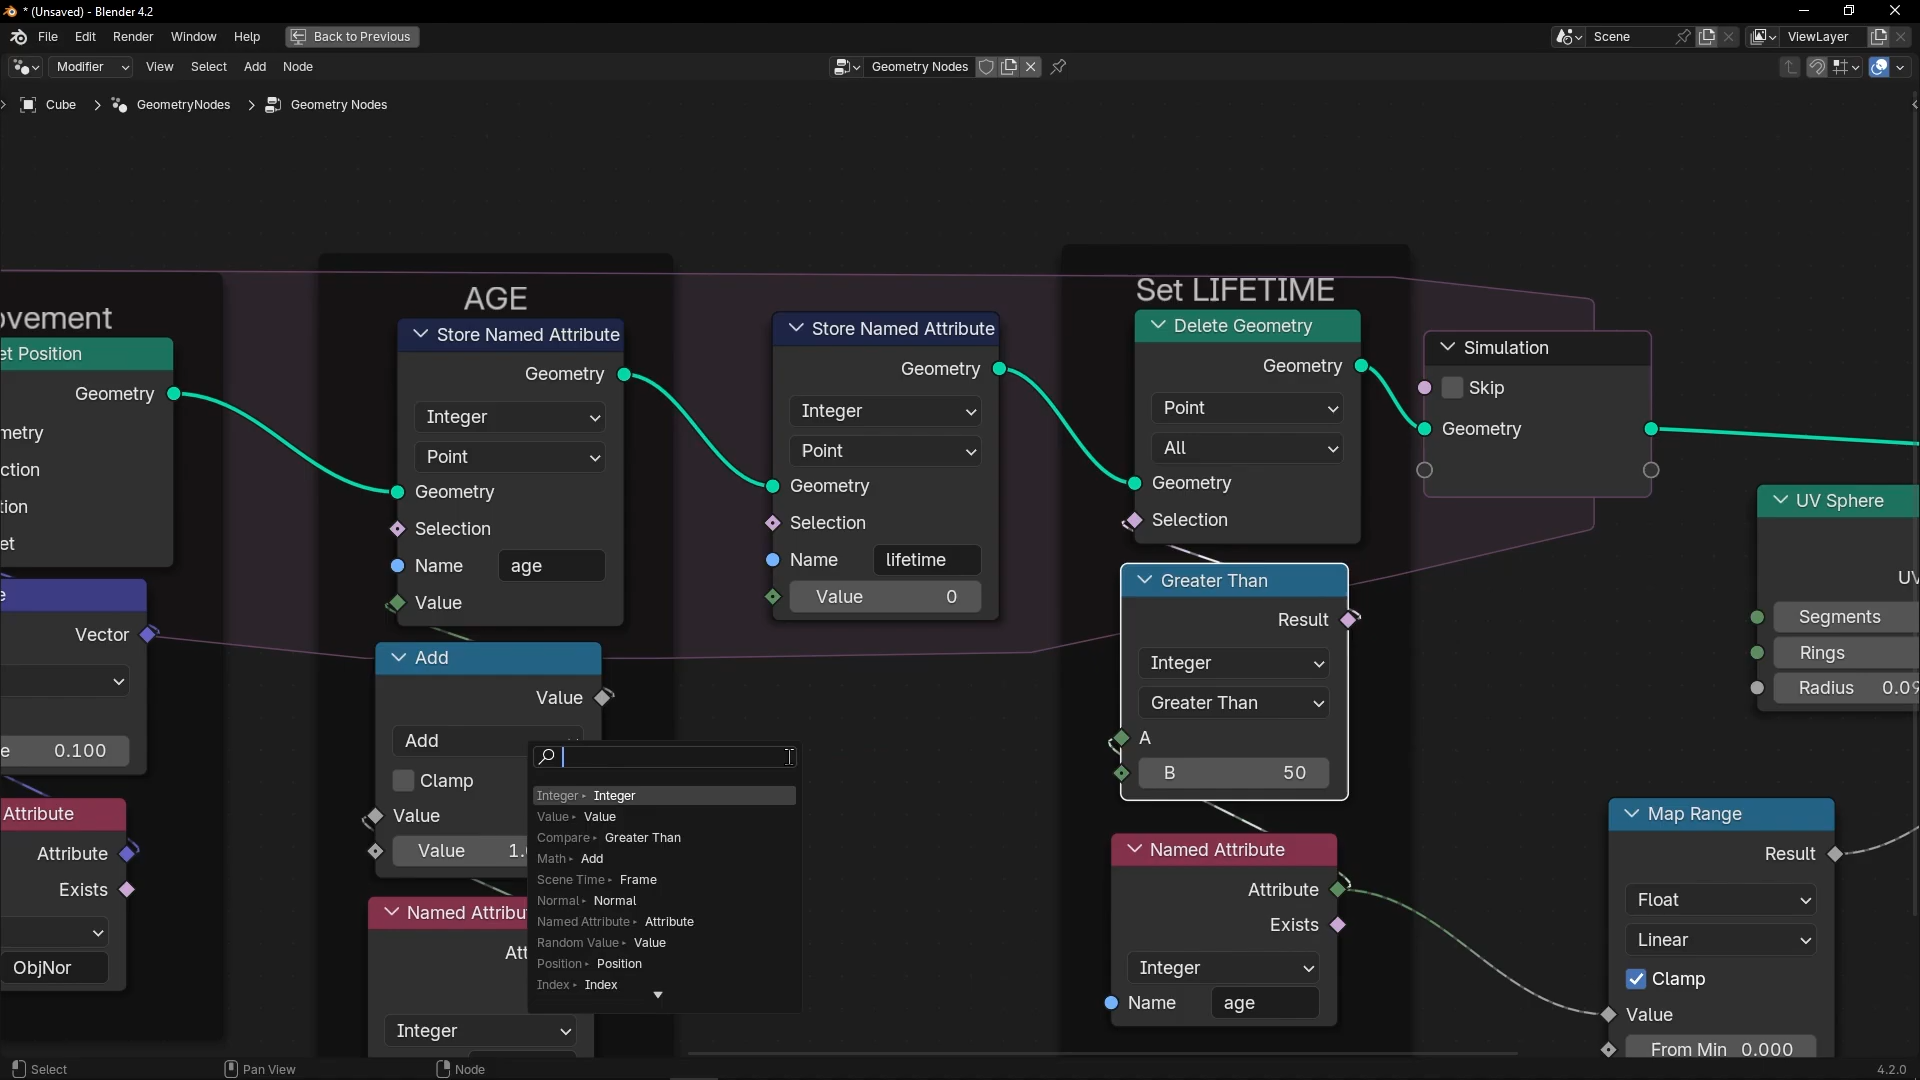 * (Unsaved) - Blender 4.2
File Edit Render Window Help Back to Previous Scene ViewLayer
Modifier View Select Add Node Geometry Nodes
Cube GeometryNodes Geometry Nodes
ovement
et Position
Geometry
metry
ction
ion
et
e
Vector
e 0.100
Attribute
Attribute
Exists
ObjNor
AGE
Store Named Attribute
Geometry
Integer
Point
Geometry
Selection
Name age
Value
Add
Value
Add
Clamp
Value
Value 1.
Named Attribu
Att
Integer
Store Named Attribute
Geometry
Integer
Point
Geometry
Selection
Name lifetime
Value 0
Integer ▸ Integer
Value ▸ Value
Compare ▸ Greater Than
Math ▸ Add
Scene Time ▸ Frame
Normal ▸ Normal
Named Attribute ▸ Attribute
Random Value ▸ Value
Position ▸ Position
Index ▸ Index
Set LIFETIME
Delete Geometry
Geometry
Point
All
Geometry
Selection
Greater Than
Result
Integer
Greater Than
A
B 50
Named Attribute
Attribute
Exists
Integer
Name age
Simulation
Skip
Geometry
UV Sphere
UV
Segments
Rings
Radius 0.09
Map Range
Result
Float
Linear
Clamp
Value
From Min 0.000
Select Pan View Node 4.2.0